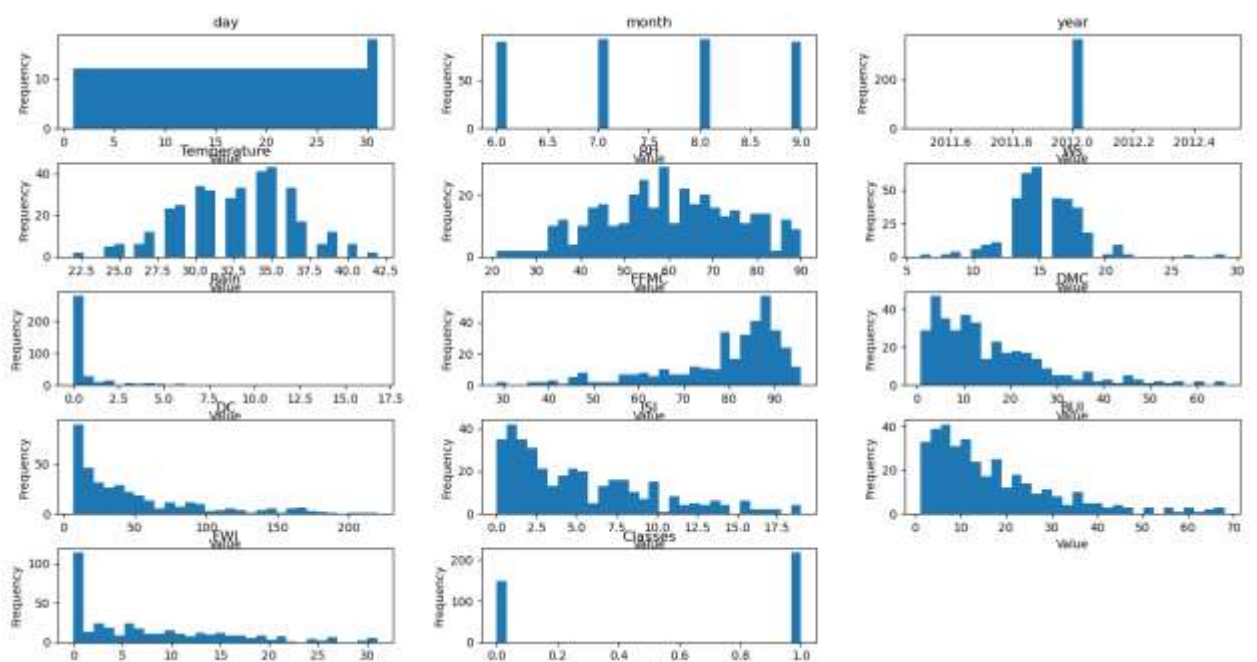 day month year
Frequency 10 0 Frequency 50 0 Frequency 200 0
0 5 10 15 20 25 30 6.0 6.5 7.0 7.5 8.0 8.5 9.0 2011.6 2011.8 2012.0 2012.2 2012.4
Value Value Value
Temperature RH Ws
Frequency 40 20 0 Frequency 20 0 Frequency 50 0
22.5 25.0 27.5 30.0 32.5 35.0 37.5 40.0 42.5 20 30 40 50 60 70 80 90 5 10 15 20 25 30
Value Value Value
Rain FFMC DMC
Frequency 200 100 0 Frequency 40 20 0 Frequency 40 20 0
0.0 2.5 5.0 7.5 10.0 12.5 15.0 17.5 30 40 50 60 70 80 90 0 10 20 30 40 50 60
Value Value Value
DC ISI BUI
Frequency 50 0 Frequency 40 20 0 Frequency 40 20 0
0 50 100 150 200 0.0 2.5 5.0 7.5 10.0 12.5 15.0 17.5 0 10 20 30 40 50 60 70
Value Value Value
FWI Classes
Frequency 100 50 0 Frequency 200 100 0
0 5 10 15 20 25 30 0.0 0.2 0.4 0.6 0.8 1.0